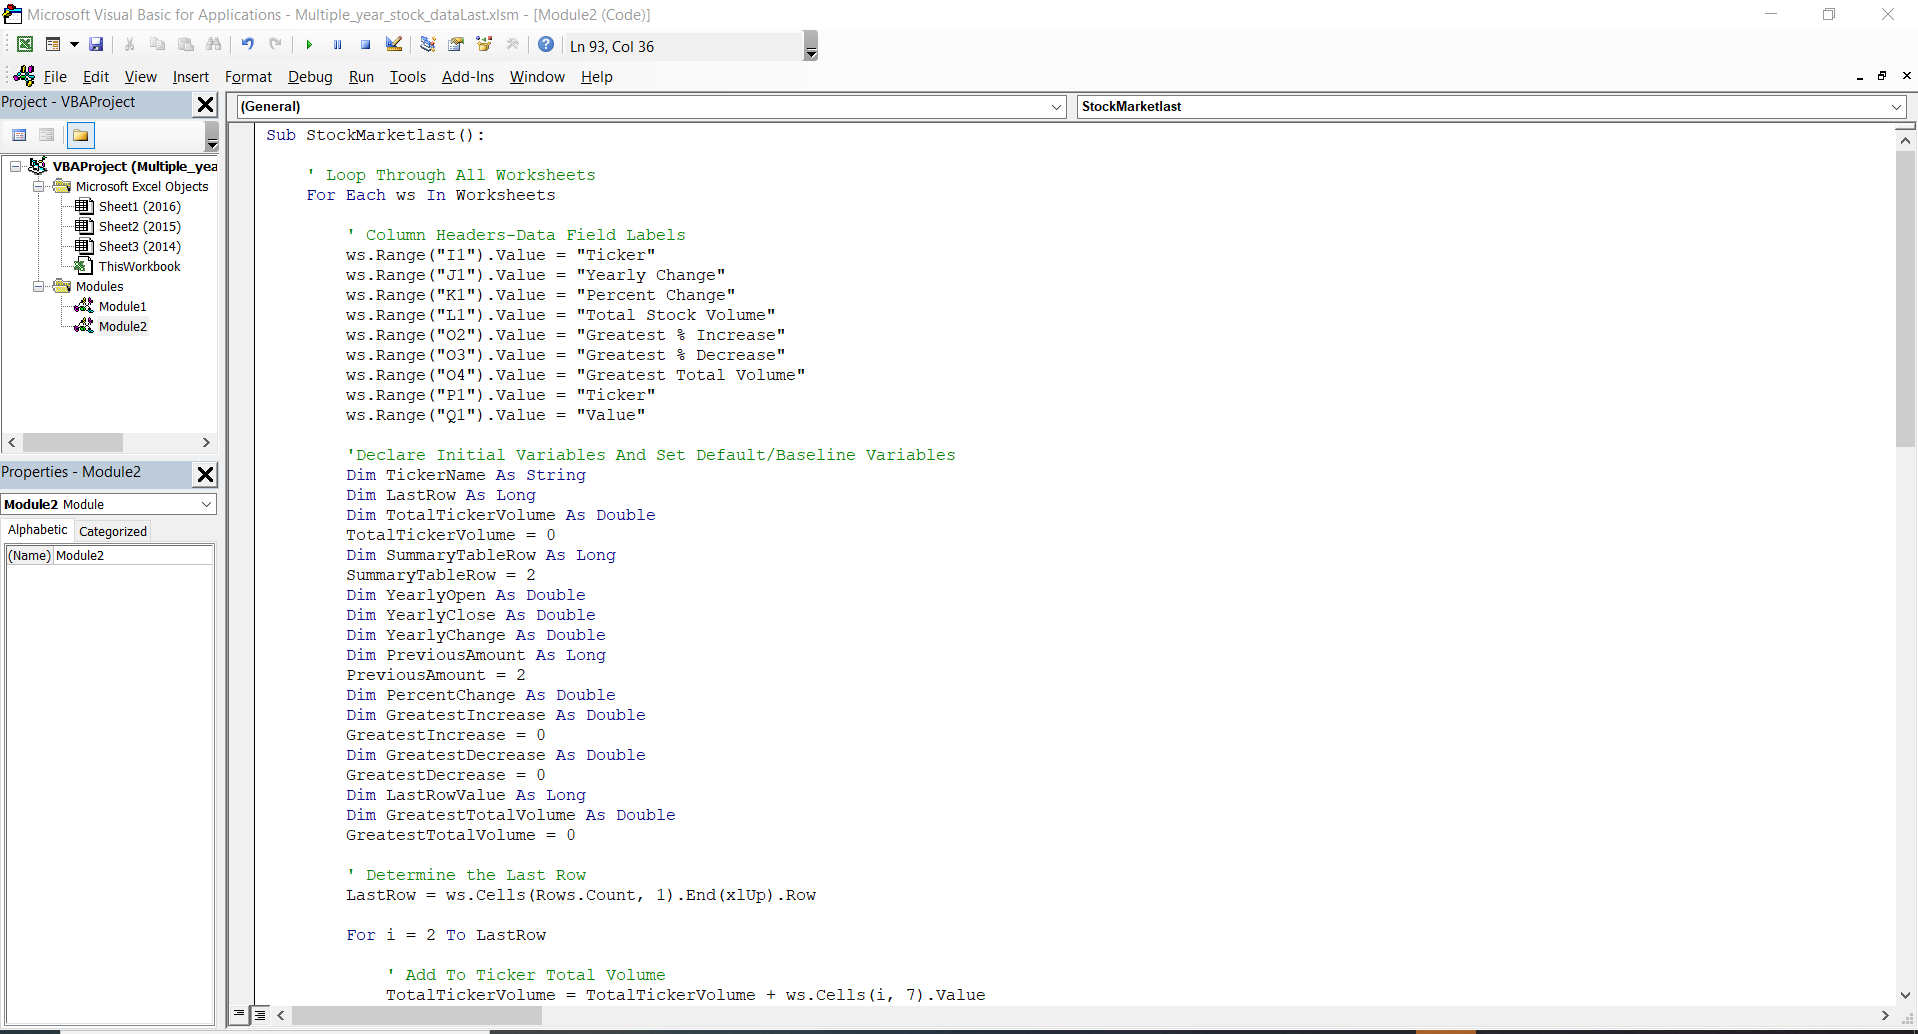 Microsoft Visual Basic for Applications - Multiple_year_stock_dataLast.xlsm - [Module2 (Code)]
Ln 93, Col 36
File Edit View Insert Format Debug Run Tools Add-Ins Window Help
Project - VBAProject
VBAProject (Multiple_yea
Microsoft Excel Objects
Sheet1 (2016)
Sheet2 (2015)
Sheet3 (2014)
ThisWorkbook
Modules
Module1
Module2
Properties - Module2
Module2 Module
Alphabetic Categorized
(Name) Module2
(General) StockMarketlast
Sub StockMarketlast():
' Loop Through All Worksheets
For Each ws In Worksheets
' Column Headers-Data Field Labels
ws.Range("I1").Value = "Ticker"
ws.Range("J1").Value = "Yearly Change"
ws.Range("K1").Value = "Percent Change"
ws.Range("L1").Value = "Total Stock Volume"
ws.Range("O2").Value = "Greatest % Increase"
ws.Range("O3").Value = "Greatest % Decrease"
ws.Range("O4").Value = "Greatest Total Volume"
ws.Range("P1").Value = "Ticker"
ws.Range("Q1").Value = "Value"
'Declare Initial Variables And Set Default/Baseline Variables
Dim TickerName As String
Dim LastRow As Long
Dim TotalTickerVolume As Double
TotalTickerVolume = 0
Dim SummaryTableRow As Long
SummaryTableRow = 2
Dim YearlyOpen As Double
Dim YearlyClose As Double
Dim YearlyChange As Double
Dim PreviousAmount As Long
PreviousAmount = 2
Dim PercentChange As Double
Dim GreatestIncrease As Double
GreatestIncrease = 0
Dim GreatestDecrease As Double
GreatestDecrease = 0
Dim LastRowValue As Long
Dim GreatestTotalVolume As Double
GreatestTotalVolume = 0
' Determine the Last Row
LastRow = ws.Cells(Rows.Count, 1).End(xlUp).Row
For i = 2 To LastRow
' Add To Ticker Total Volume
TotalTickerVolume = TotalTickerVolume + ws.Cells(i, 7).Value